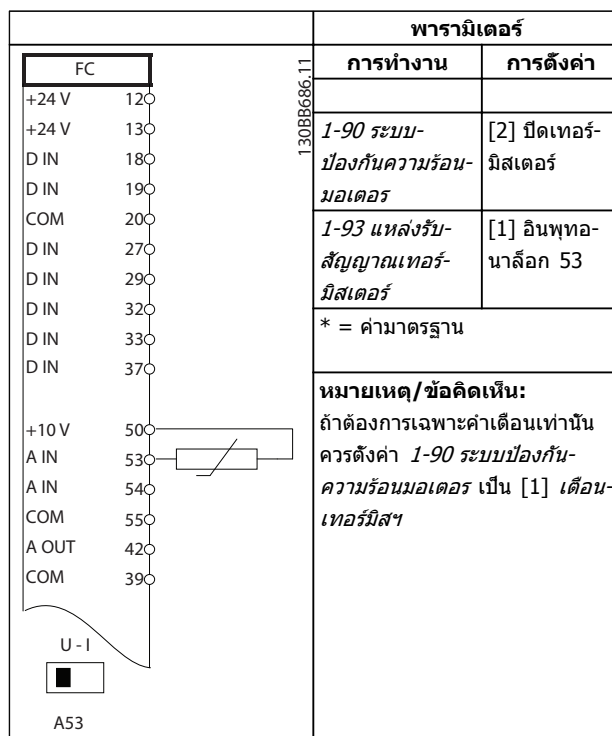 พารามิเตอร์
การทำงาน การตั้งค่า
1-90 ระบบ-
ป้องกันความร้อน-
มอเตอร์
[2] ปิดเทอร์-
มิสเตอร์
1-93 แหล่งรับ-
สัญญาณเทอร์-
มิสเตอร์
[1] อินพุทอ-
นาล็อก 53
* = ค่ามาตรฐาน
หมายเหตุ/ข้อคิดเห็น:
ถ้าต้องการเฉพาะคำเตือนเท่านั้น
ควรตั้งค่า 1-90 ระบบป้องกัน-
ความร้อนมอเตอร์ เป็น [1] เตือน-
เทอร์มิสฯ
FC
130BB686.11
+24 V 12
+24 V 13
D IN 18
D IN 19
COM 20
D IN 27
D IN 29
D IN 32
D IN 33
D IN 37
+10 V 50
A IN 53
A IN 54
COM 55
A OUT 42
COM 39
U - I
A53